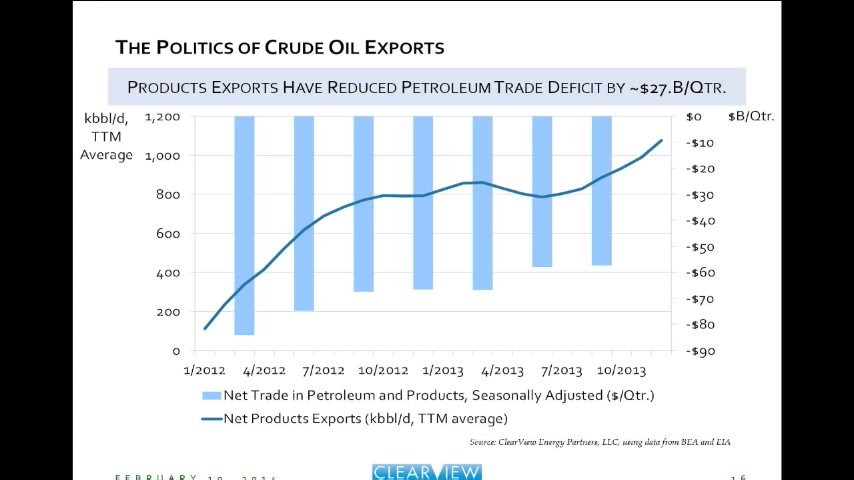 THE POLITICS OF CRUDE OIL EXPORTS
PRODUCTS EXPORTS HAVE REDUCED PETROLEUM TRADE DEFICIT BY ~$27.B/QTR.
kbbl/d, TTM Average
$B/Qtr.
1,200
1,000
800
600
400
200
0
$0
-$10
-$20
-$30
-$40
-$50
-$60
-$70
-$80
-$90
1/2012 4/2012 7/2012 10/2012 1/2013 4/2013 7/2013 10/2013
Net Trade in Petroleum and Products, Seasonally Adjusted ($/Qtr.)
Net Products Exports (kbbl/d, TTM average)
Source: ClearView Energy Partners, LLC, using data from BEA and EIA
FEBRUARY 10, 2014
CLEARVIEW
16